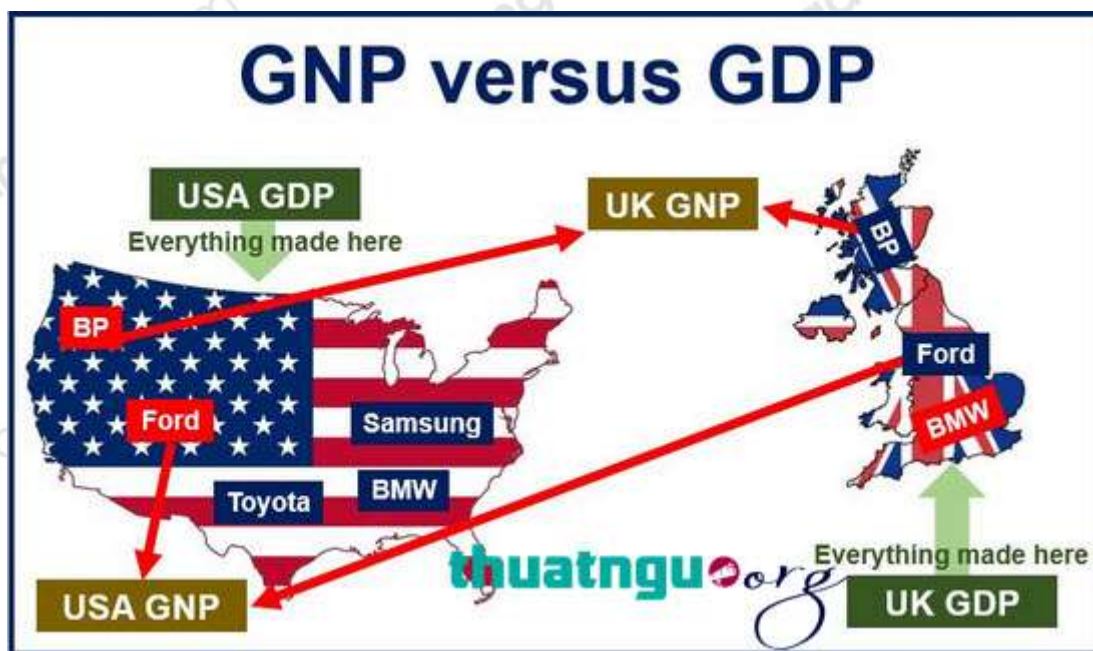 GNP versus GDP
USA GDP
Everything made here
UK GNP
BP
BP
Ford
Samsung
Toyota
BMW
Ford
BMW
thuatngu.org
USA GNP
Everything made here
UK GDP